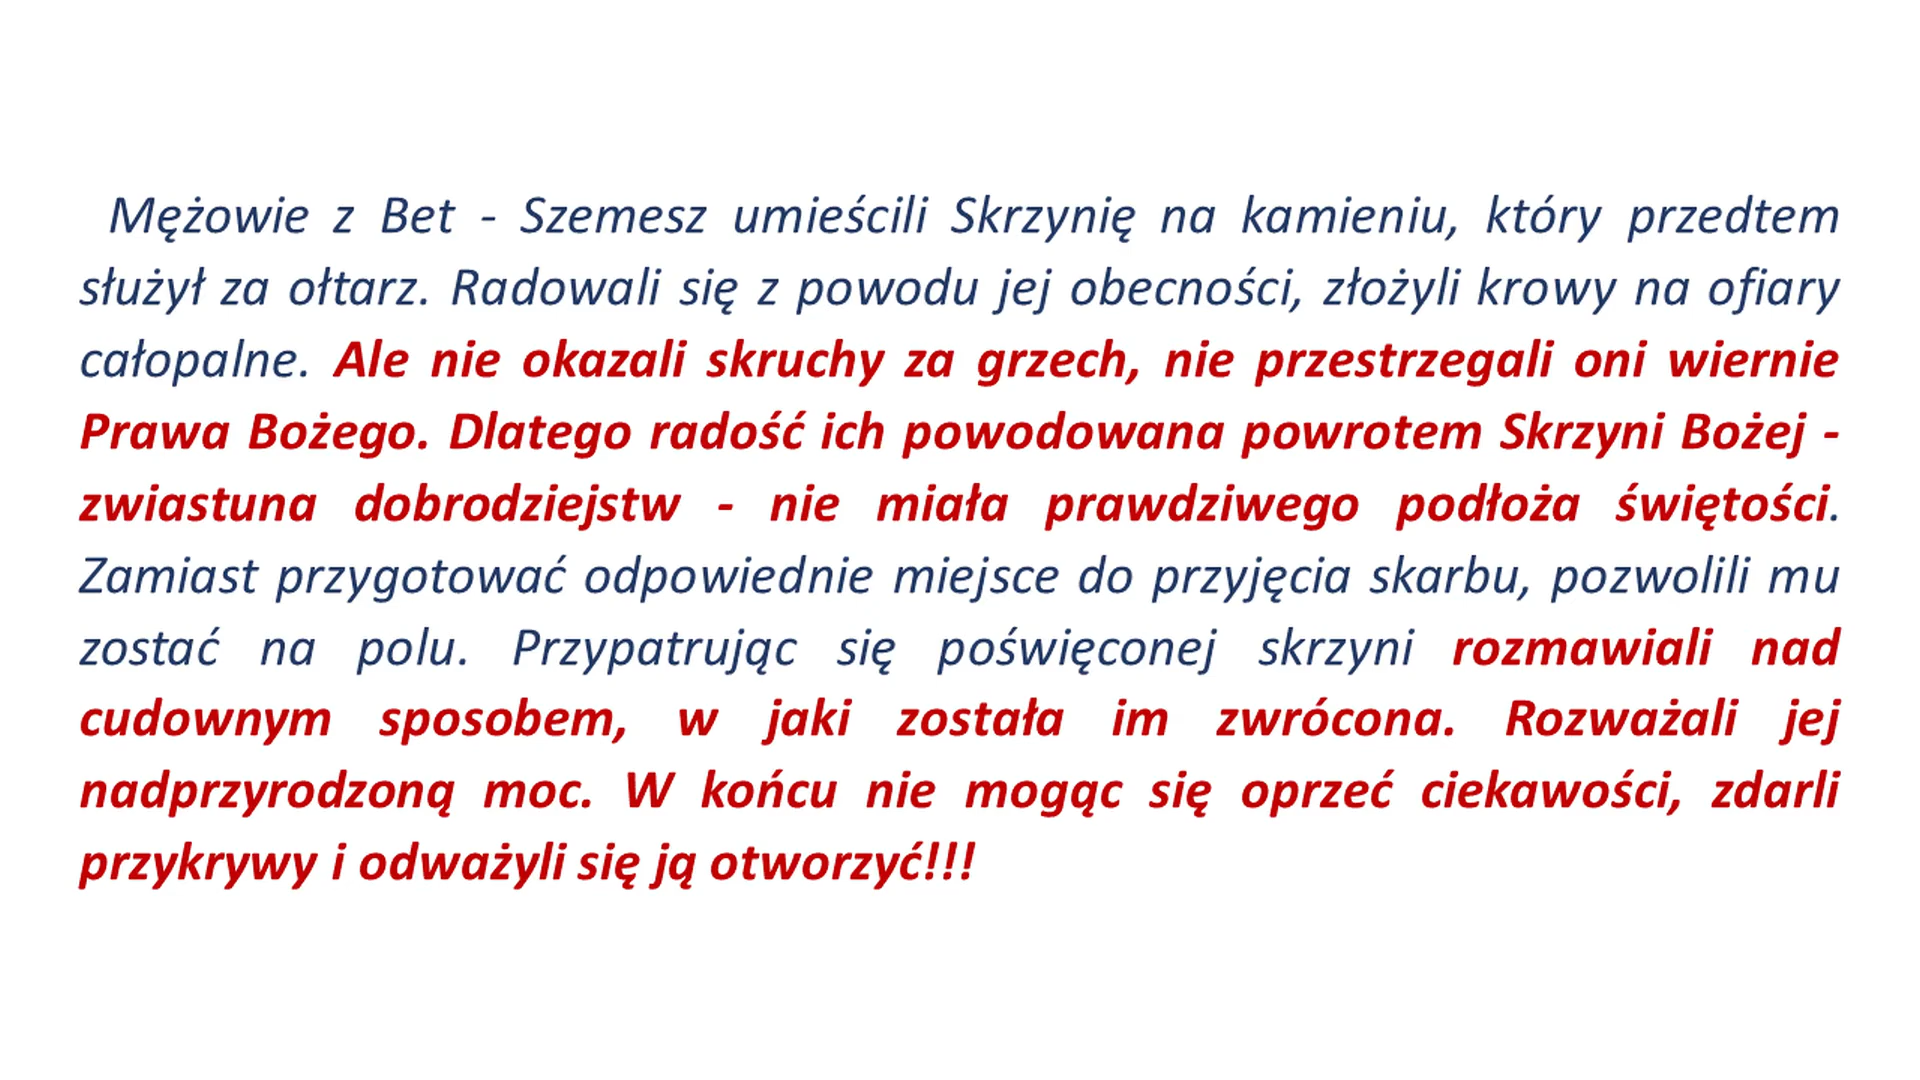 Mężowie z Bet - Szemesz umieścili Skrzynię na kamieniu, który przedtem
służył za ołtarz. Radowali się z powodu jej obecności, złożyli krowy na ofiary
całopalne. Ale nie okazali skruchy za grzech, nie przestrzegali oni wiernie
Prawa Bożego. Dlatego radość ich powodowana powrotem Skrzyni Bożej -
zwiastuna dobrodziejstw - nie miała prawdziwego podłoża świętości.
Zamiast przygotować odpowiednie miejsce do przyjęcia skarbu, pozwolili mu
zostać na polu. Przypatrując się poświęconej skrzyni rozmawiali nad
cudownym sposobem, w jaki została im zwrócona. Rozważali jej
nadprzyrodzoną moc. W końcu nie mogąc się oprzeć ciekawości, zdarli
przykrywy i odważyli się ją otworzyć!!!